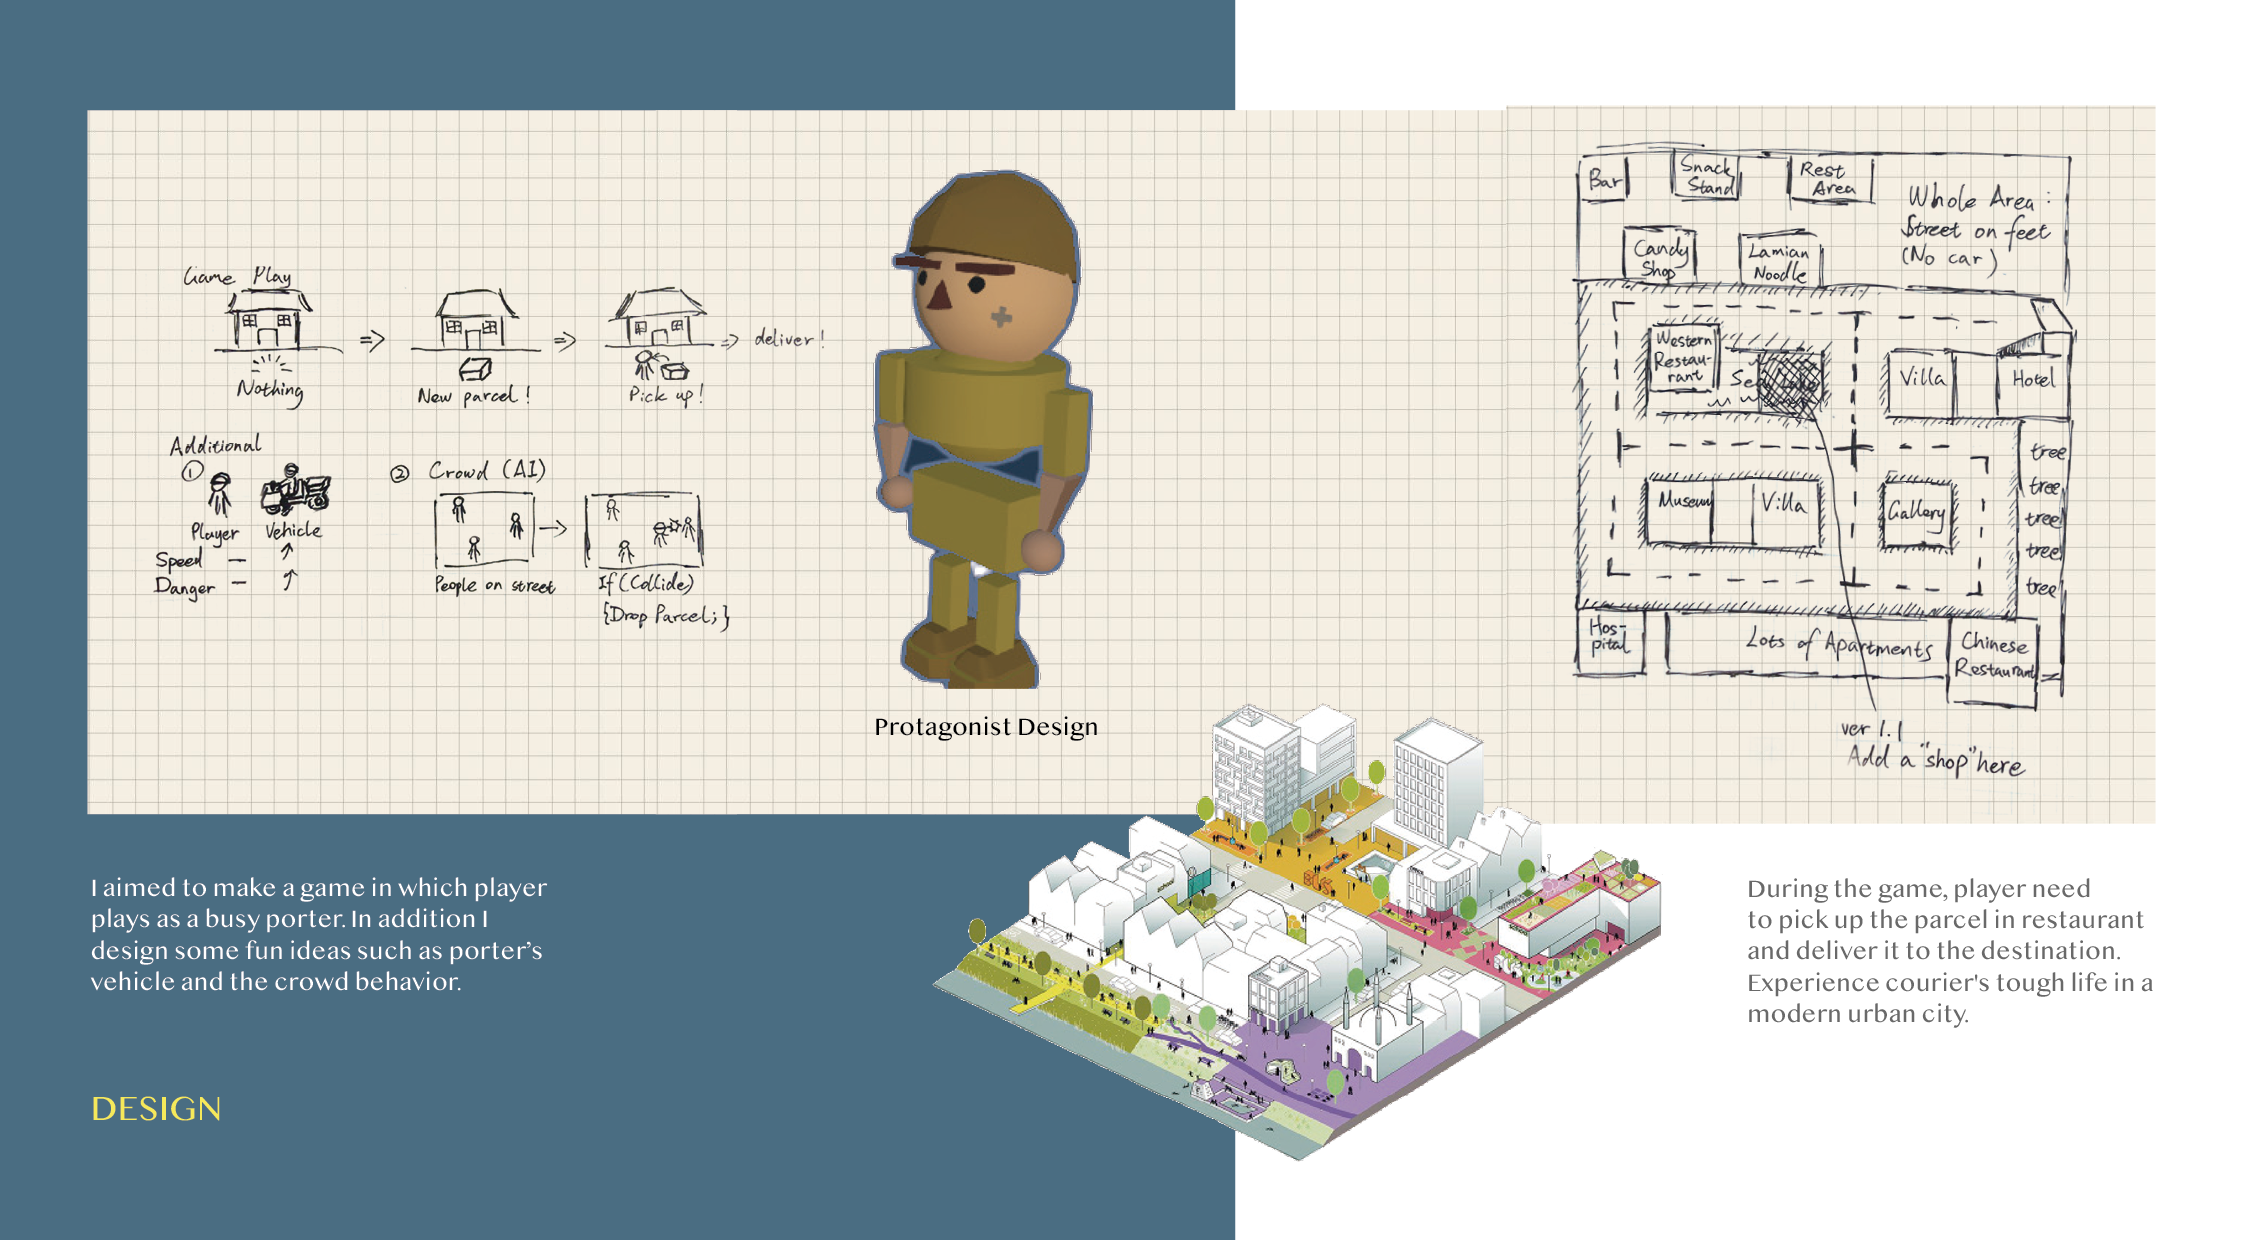 Game Play
Nothing
New parcel!
Pick up!
deliver!
Additional
①
Player
Vehicle
Speed
Danger
② Crowd (AI)
People on street
If (Collide)
{Drop Parcel;}
Protagonist Design
Bar
Snack
Stand
Rest
Area
Whole Area:
Street on feet
(No car)
Candy
Shop
Lamian
Noodle
Western
Restau-
rant
Villa
Hotel
Museum
Villa
Gallery
tree
tree
tree
tree
tree
Hos-
pital
Lots of Apartments
Chinese
Restaurant
ver 1.1
Add a "shop" here
BUS
I aimed to make a game in which player
plays as a busy porter. In addition I
design some fun ideas such as porter's
vehicle and the crowd behavior.
During the game, player need
to pick up the parcel in restaurant
and deliver it to the destination.
Experience courier's tough life in a
modern urban city.
DESIGN